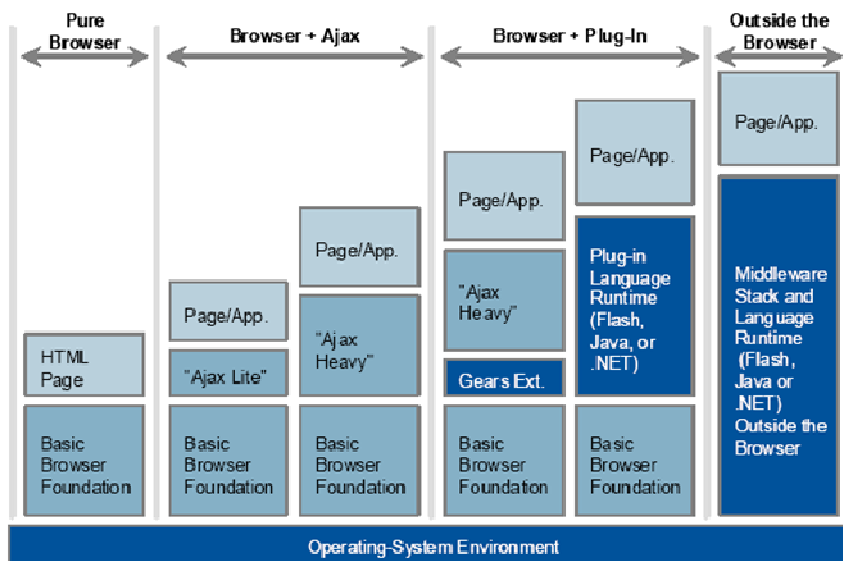 Pure
Browser
Browser + Ajax
Browser + Plug-In
Outside the
Browser
HTML
Page
Basic
Browser
Foundation
Page/App.
"Ajax Lite"
Basic
Browser
Foundation
Page/App.
"Ajax
Heavy"
Basic
Browser
Foundation
Page/App.
"Ajax
Heavy"
Gears Ext.
Basic
Browser
Foundation
Page/App.
Plug-in
Language
Runtime
(Flash,
Java, or
.NET)
Basic
Browser
Foundation
Page/App.
Middleware
Stack and
Language
Runtime
(Flash,
Java or
.NET)
Outside the
Browser
Operating-System Environment